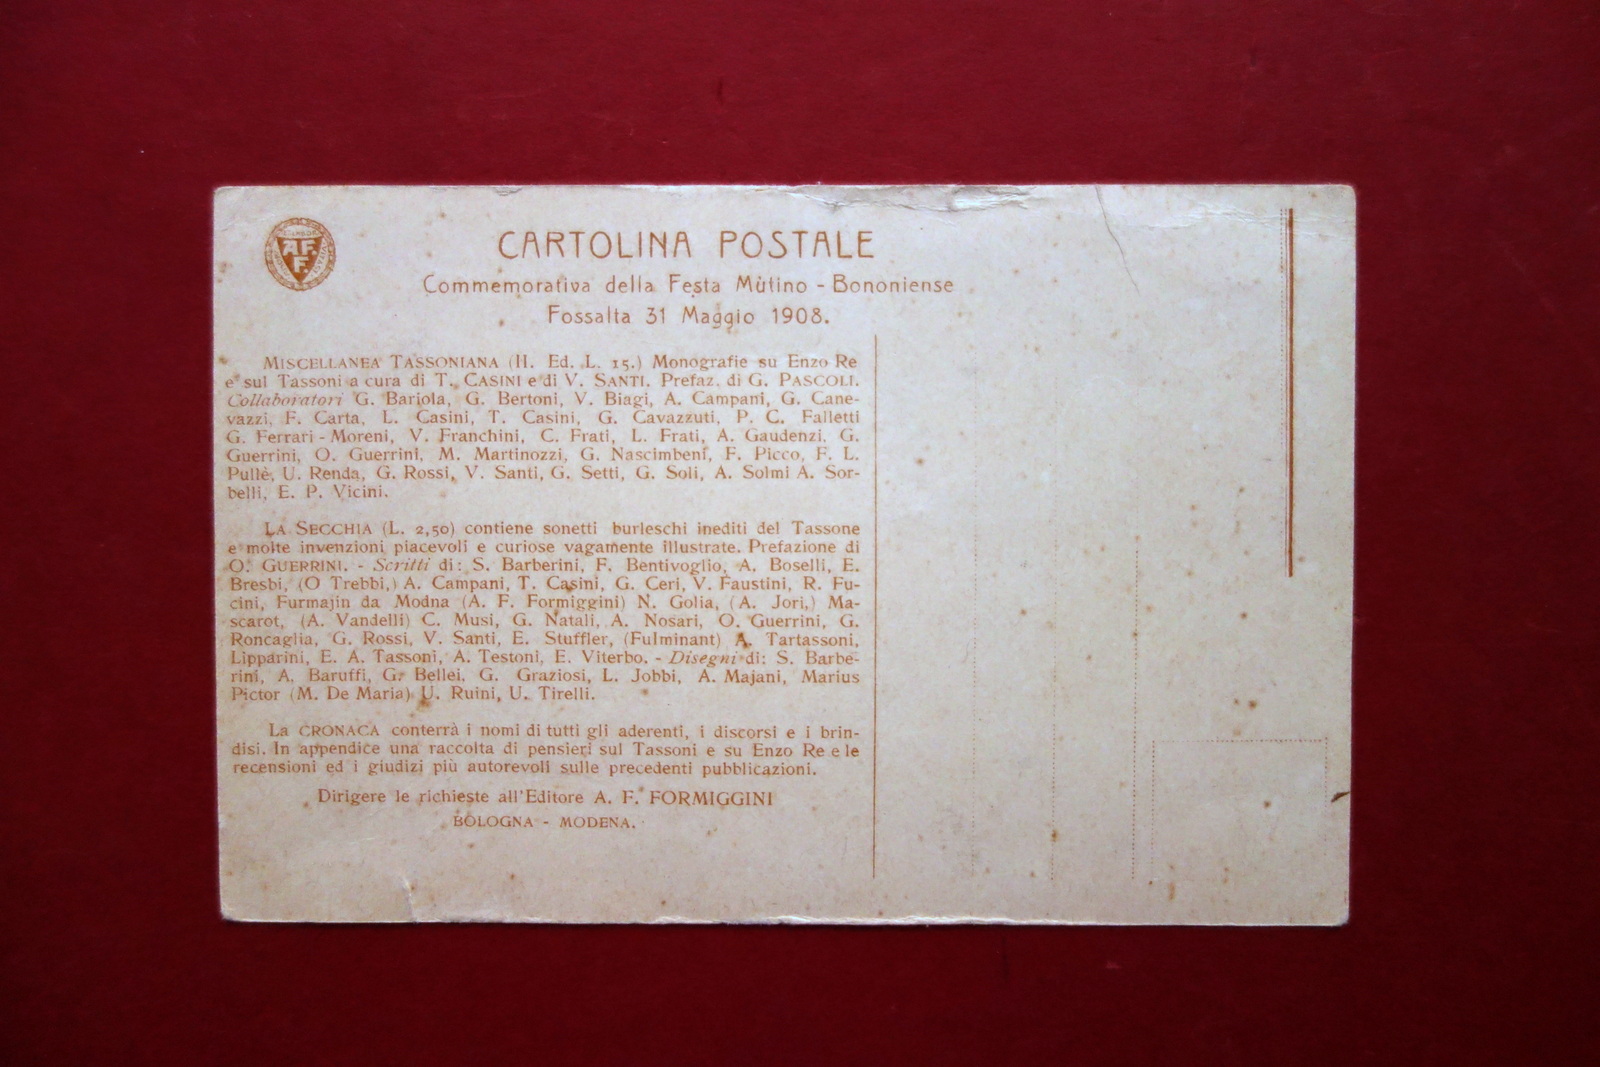 A. F. F.
CARTOLINA POSTALE
Commemorativa della Festa Mùtino - Bononiense
Fossalta 31 Maggio 1908.
MISCELLANEA TASSONIANA (II. Ed. L. 15.) Monografie su Enzo Re
e sul Tassoni a cura di T. CASINI e di V. SANTI. Prefaz. di G. PASCOLI.
Collaboratori G. Bariola, G. Bertoni, V. Biagi, A. Campani, G. Cane-
vazzi, F. Carta, L. Casini, T. Casini, G. Cavazzuti, P. C. Falletti
G. Ferrari - Moreni, V. Franchini, C. Frati, L. Frati, A. Gaudenzi, G.
Guerrini, O. Guerrini, M. Martinozzi, G. Nascimbeni, F. Picco, F. L.
Pullè, U. Renda, G. Rossi, V. Santi, G. Setti, G. Soli, A. Solmi A. Sor-
belli, E. P. Vicini.
LA SECCHIA (L. 2,50) contiene sonetti burleschi inediti del Tassone
e molte invenzioni piacevoli e curiose vagamente illustrate. Prefazione di
O. GUERRINI. - Scritti di: S. Barberini, F. Bentivoglio, A. Boselli, E.
Bresbi, (O Trebbi,) A. Campani, T. Casini, G. Ceri, V. Faustini, R. Fu-
cini, Furmajin da Modna (A. F. Formiggini) N. Golia, (A. Jori,) Ma-
scarot, (A. Vandelli) C. Musi, G. Natali, A. Nosari, O. Guerrini, G.
Roncaglia, G. Rossi, V. Santi, E. Stuffler, (Fulminant) A. Tartassoni,
Lipparini, E. A. Tassoni, A. Testoni, E. Viterbo. - Disegni di: S. Barbe-
rini, A. Baruffi, G. Bellei, G. Graziosi, L. Jobbi, A. Majani, Marius
Pictor (M. De Maria) U. Ruini, U. Tirelli.
La CRONACA conterrà i nomi di tutti gli aderenti, i discorsi e i brin-
disi. In appendice una raccolta di pensieri sul Tassoni e su Enzo Re e le
recensioni ed i giudizi più autorevoli sulle precedenti pubblicazioni.
Dirigere le richieste all'Editore A. F. FORMIGGINI
BOLOGNA - MODENA.